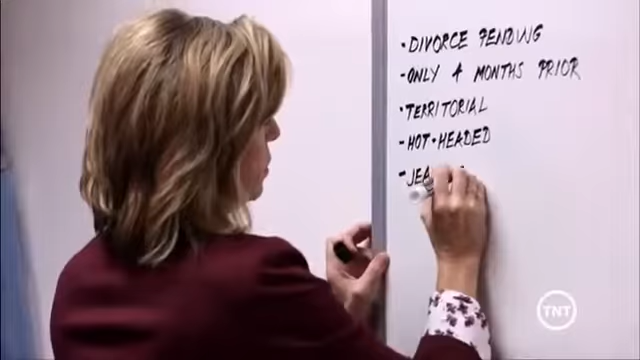 • DIVORCE PENDING
- ONLY 4 MONTHS PRIOR
• TERRITORIAL
- HOT-HEADED
TNT